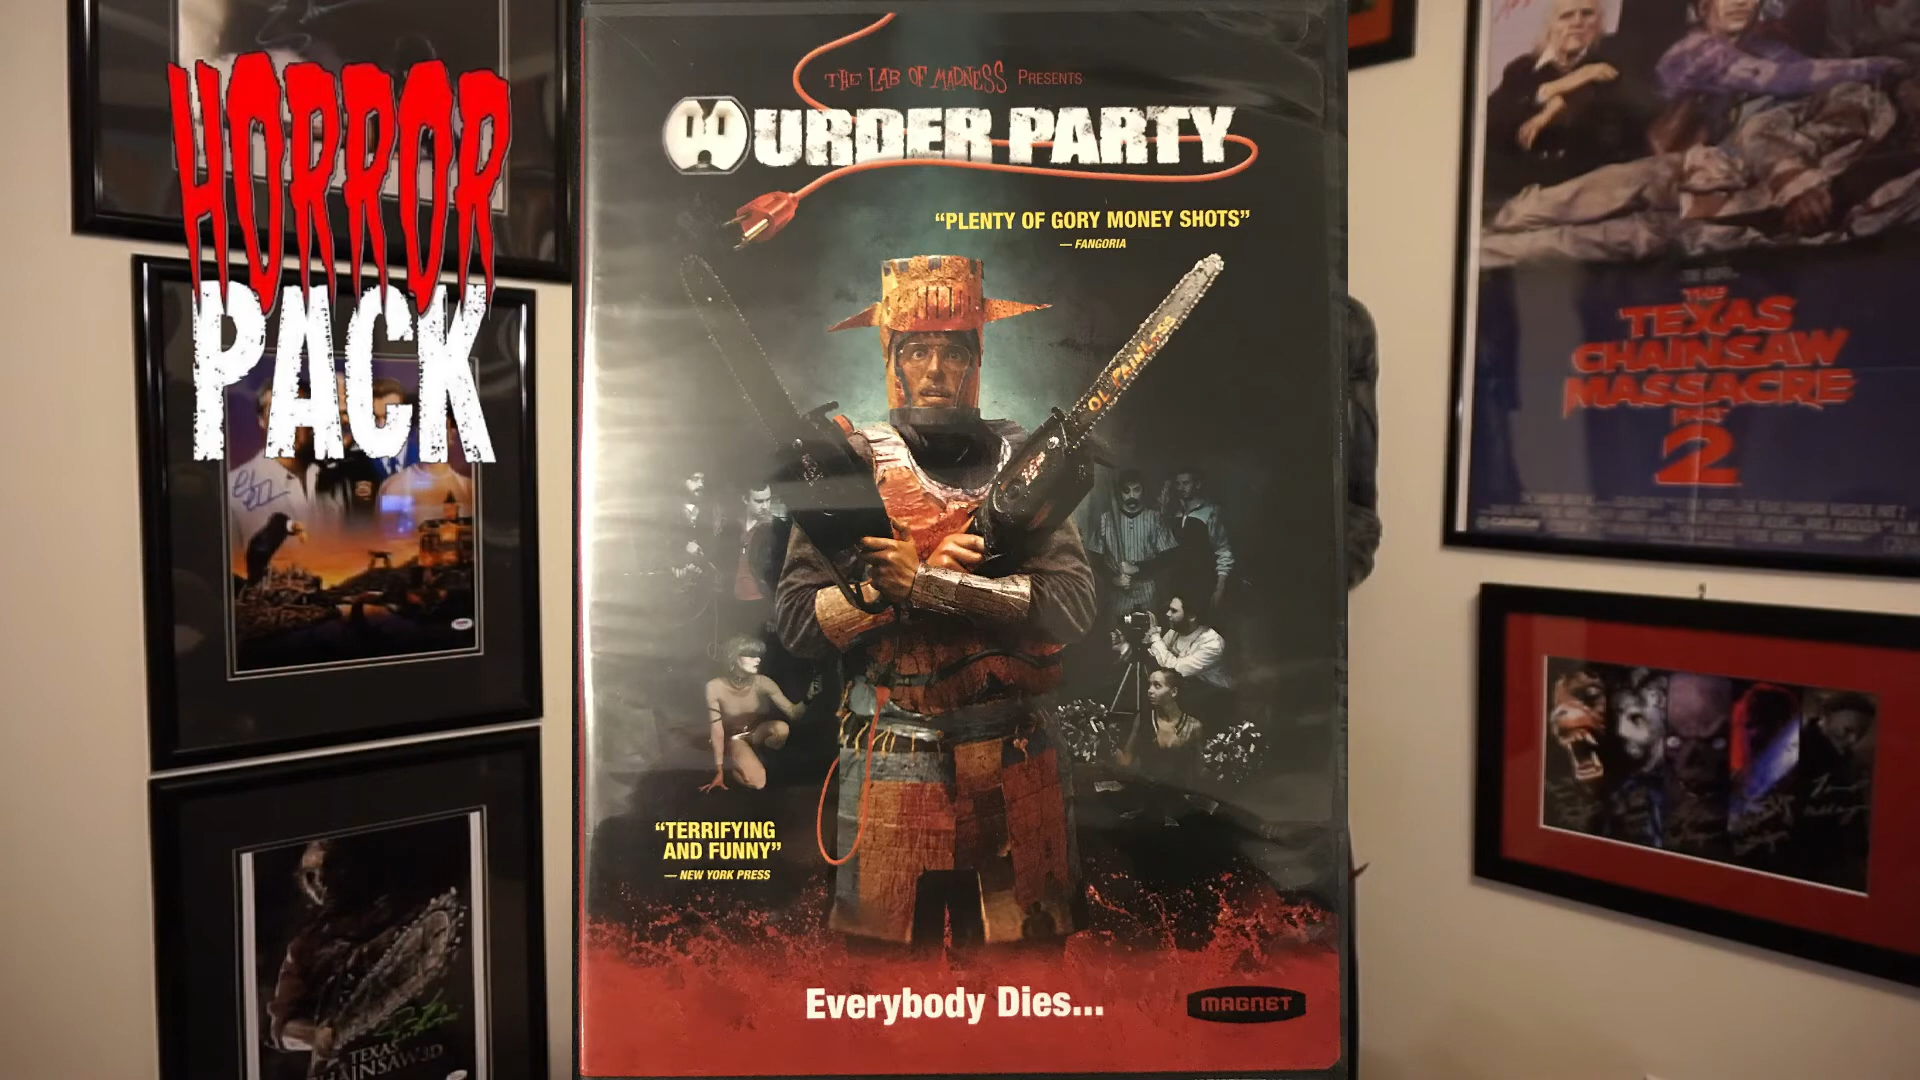 HORROR
PACK
THE LAB OF MADNESS PRESENTS
MURDER PARTY
“PLENTY OF GORY MONEY SHOTS”
— FANGORIA
OL' PAINLESS
“TERRIFYING
AND FUNNY”
— NEW YORK PRESS
Everybody Dies...
MAGNET
THE
TEXAS
CHAINSAW
MASSACRE
PART
2
CANNON
TEXAS
CHAINSAW 3D